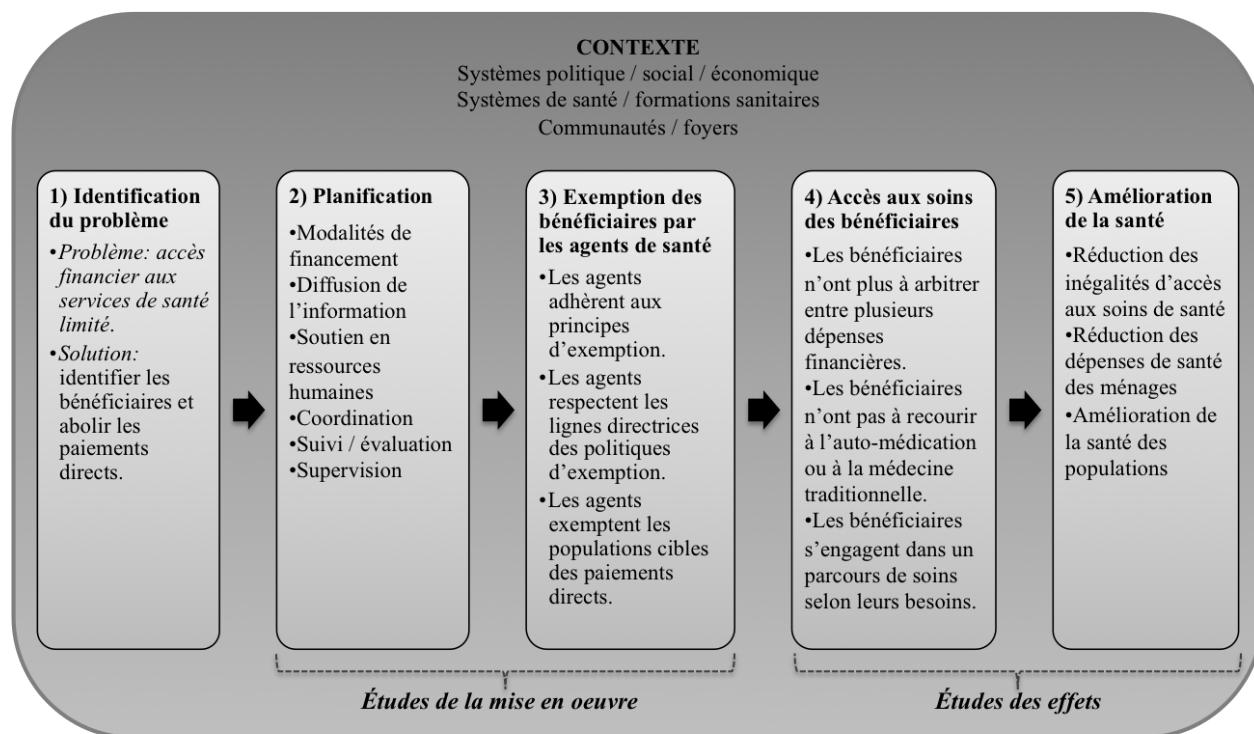 CONTEXTE
Systèmes politique / social / économique
Systèmes de santé / formations sanitaires
Communautés / foyers
1) Identification
du problème
•Problème: accès
financier aux
services de santé
limité.
•Solution:
identifier les
bénéficiaires et
abolir les
paiements
directs.
2) Planification
•Modalités de
financement
•Diffusion de
l’information
•Soutien en
ressources
humaines
•Coordination
•Suivi / évaluation
•Supervision
3) Exemption des
bénéficiaires par
les agents de santé
•Les agents
adhèrent aux
principes
d’exemption.
•Les agents
respectent les
lignes directrices
des politiques
d’exemption.
•Les agents
exemptent les
populations cibles
des paiements
directs.
4) Accès aux soins
des bénéficiaires
•Les bénéficiaires
n’ont plus à arbitrer
entre plusieurs
dépenses
financières.
•Les bénéficiaires
n’ont pas à recourir
à l’auto-médication
ou à la médecine
traditionnelle.
•Les bénéficiaires
s’engagent dans un
parcours de soins
selon leurs besoins.
5) Amélioration
de la santé
•Réduction des
inégalités d’accès
aux soins de santé
•Réduction des
dépenses de santé
des ménages
•Amélioration de
la santé des
populations
Études de la mise en oeuvre
Études des effets